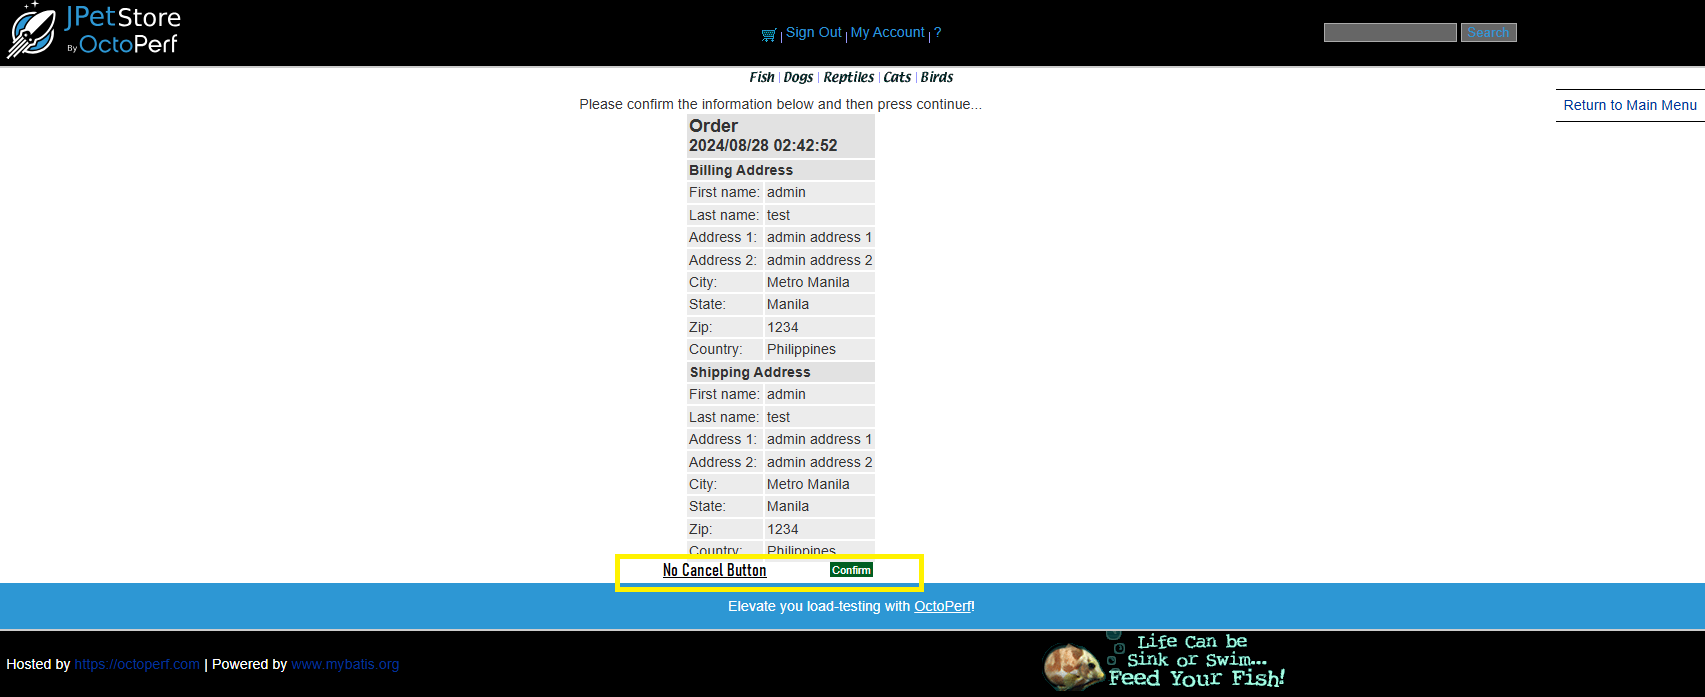 JPetStore
By OctoPerf
Sign Out | My Account | ?
Search
Fish | Dogs | Reptiles | Cats | Birds
Please confirm the information below and then press continue...
Return to Main Menu
Order
2024/08/28 02:42:52
Billing Address
First name: admin
Last name: test
Address 1: admin address 1
Address 2: admin address 2
City: Metro Manila
State: Manila
Zip: 1234
Country: Philippines
Shipping Address
First name: admin
Last name: test
Address 1: admin address 1
Address 2: admin address 2
City: Metro Manila
State: Manila
Zip: 1234
Country: Philippines
No Cancel Button Confirm
Elevate you load-testing with OctoPerf!
Life Can be
Sink or Swim...
Feed Your Fish!
Hosted by https://octoperf.com | Powered by www.mybatis.org